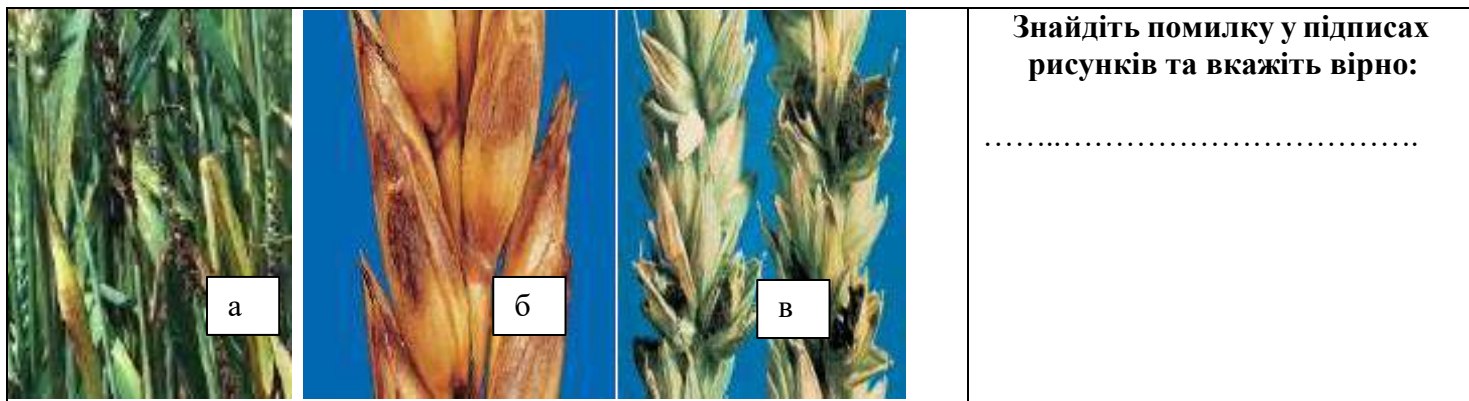 Знайдіть помилку у підписах
рисунків та вкажіть вірно:
……..…………………………….
а
б
в